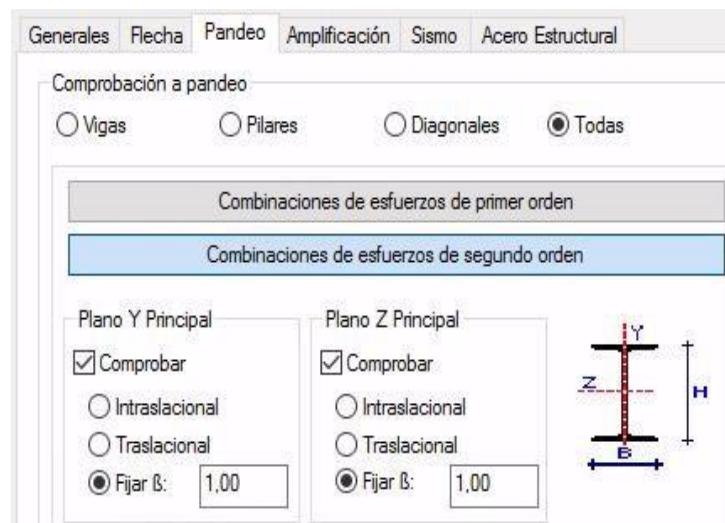 Generales Flecha Pandeo Amplificación Sismo Acero Estructural
Comprobación a pandeo
Vigas Pilares Diagonales Todas
Combinaciones de esfuerzos de primer orden
Combinaciones de esfuerzos de segundo orden
Plano Y Principal Plano Z Principal
Comprobar Comprobar
Intraslacional Intraslacional
Traslacional Traslacional
Fijar ß: 1,00 Fijar ß: 1,00
Y
Z H
B